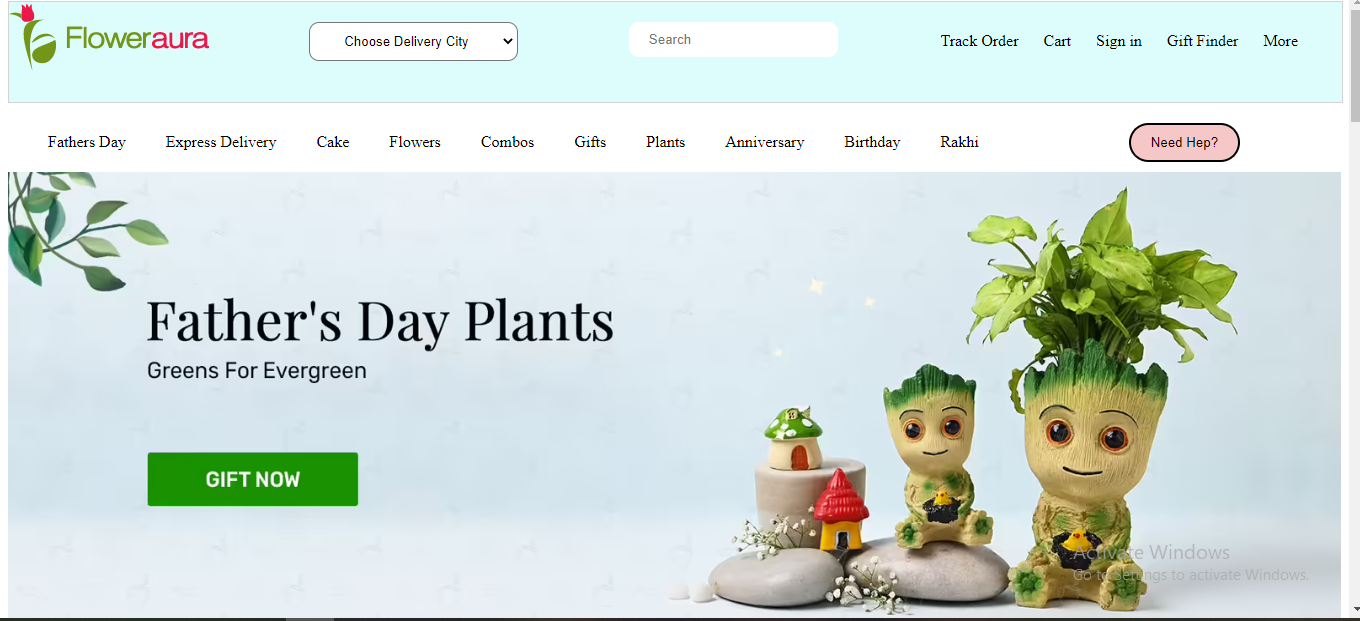 Floweraura
Choose Delivery City
Search
Track Order Cart Sign in Gift Finder More
Fathers Day Express Delivery Cake Flowers Combos Gifts Plants Anniversary Birthday Rakhi Need Hep?
Father's Day Plants
Greens For Evergreen
GIFT NOW
Activate Windows
Go to Settings to activate Windows.